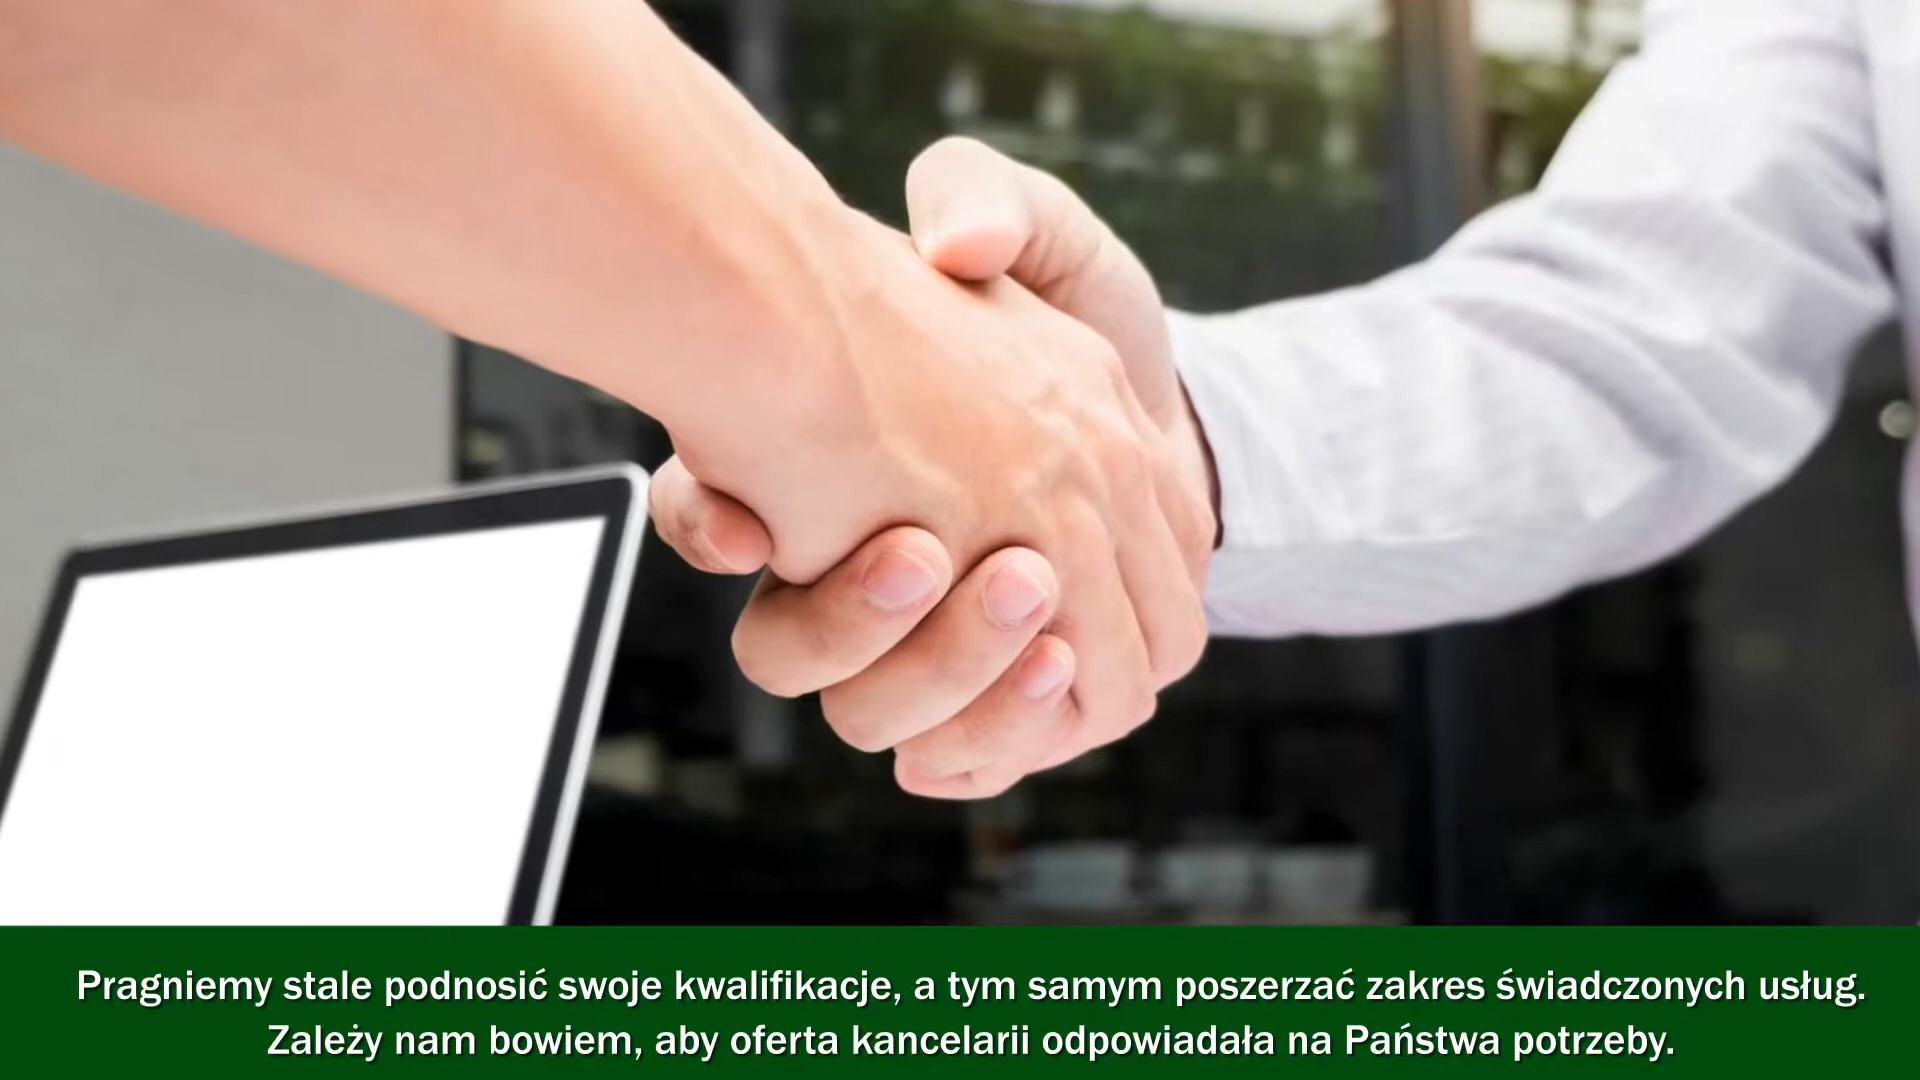 Pragniemy stale podnosić swoje kwalifikacje, a tym samym poszerzać zakres świadczonych usług.
Zależy nam bowiem, aby oferta kancelarii odpowiadała na Państwa potrzeby.